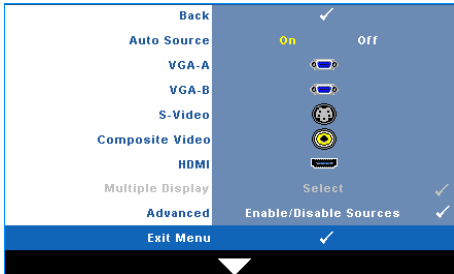 Back
Auto Source On Off
VGA-A
VGA-B
S-Video
Composite Video
HDMI
Multiple Display Select
Advanced Enable/Disable Sources
Exit Menu